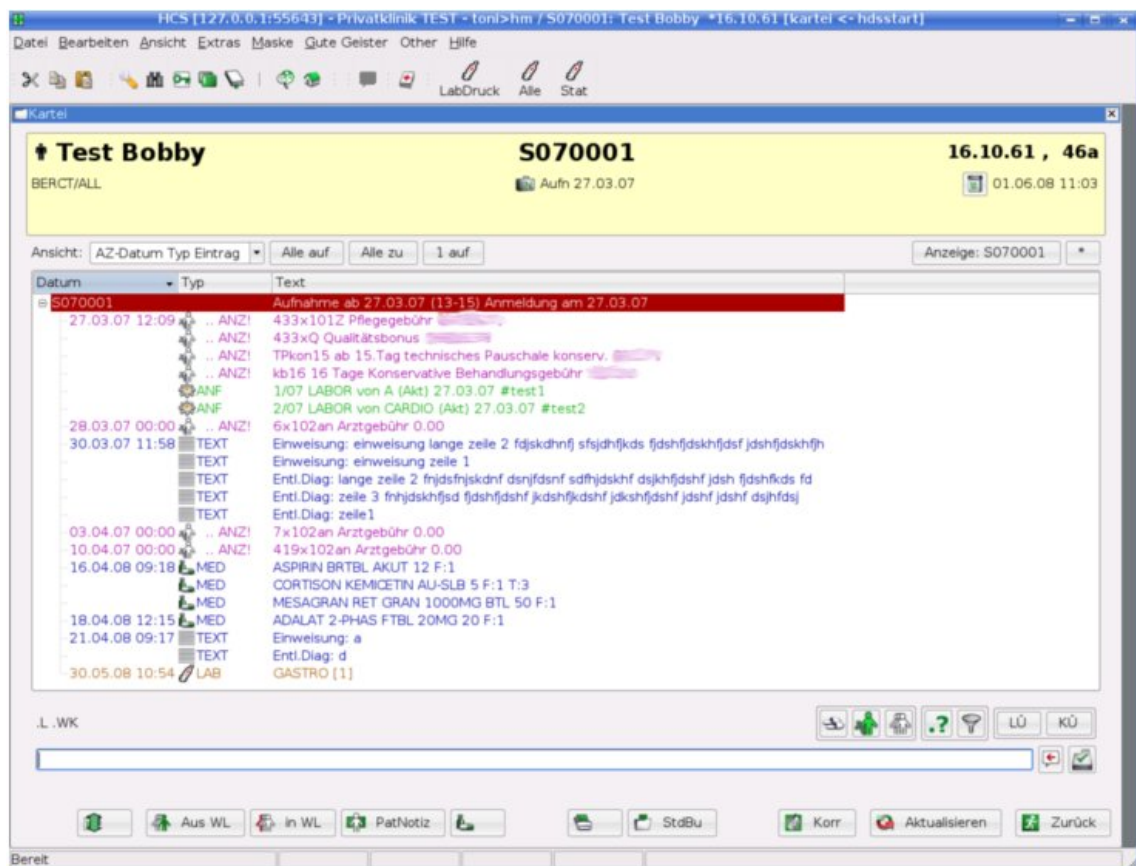 HCS [127.0.0.1:55643] - Privatklinik TEST - toni>hm / S070001: Test Bobby *16.10.61 [kartei <- hdsstart]
Datei Bearbeiten Ansicht Extras Maske Gute Geister Other Hilfe
LabDruck Alle Stat
Kartei
Test Bobby S070001 16.10.61 , 46a
BERCT/ALL Aufn 27.03.07 01.06.08 11:03
Ansicht: AZ-Datum Typ Eintrag Alle auf Alle zu 1 auf Anzeige: S070001 *
Datum Typ Text
S070001 Aufnahme ab 27.03.07 (13-15) Anmeldung am 27.03.07
27.03.07 12:09 .. ANZ! 433x101Z Pflegegebühr
.. ANZ! 433xQ Qualitätsbonus
.. ANZ! TPkon15 ab 15.Tag technisches Pauschale konserv.
.. ANZ! kb16 16 Tage Konservative Behandlungsgebühr
ANF 1/07 LABOR von A (Akt) 27.03.07 #test1
ANF 2/07 LABOR von CARDIO (Akt) 27.03.07 #test2
28.03.07 00:00 .. ANZ! 6x102an Arztgebühr 0.00
30.03.07 11:58 TEXT Einweisung: einweisung lange zeile 2 fdjskdhnfj sfsjdhfjkds fjdshfjdskhfjdsf jdshfjdskhfjh
TEXT Einweisung: einweisung zeile 1
TEXT Entl.Diag: lange zeile 2 fnjdsfnjskdnf dsnjfdsnf sdfhjdskhf dsjkhfjdshf jdsh fjdshfkds fd
TEXT Entl.Diag: zeile 3 fnhjdskhfjsd fjdshfjdshf jkdshfjkdshf jdkshfjdshf jdshf jdshf dsjhfdsj
TEXT Entl.Diag: zeile1
03.04.07 00:00 .. ANZ! 7x102an Arztgebühr 0.00
10.04.07 00:00 .. ANZ! 419x102an Arztgebühr 0.00
16.04.08 09:18 MED ASPIRIN BRTBL AKUT 12 F:1
MED CORTISON KEMICETIN AU-SLB 5 F:1 T:3
MED MESAGRAN RET GRAN 1000MG BTL 50 F:1
18.04.08 12:15 MED ADALAT 2-PHAS FTBL 20MG 20 F:1
21.04.08 09:17 TEXT Einweisung: a
TEXT Entl.Diag: d
30.05.08 10:54 LAB GASTRO [1]
.L .WK .? LÜ KÜ
Aus WL in WL PatNotiz StdBu Korr Aktualisieren Zurück
Bereit